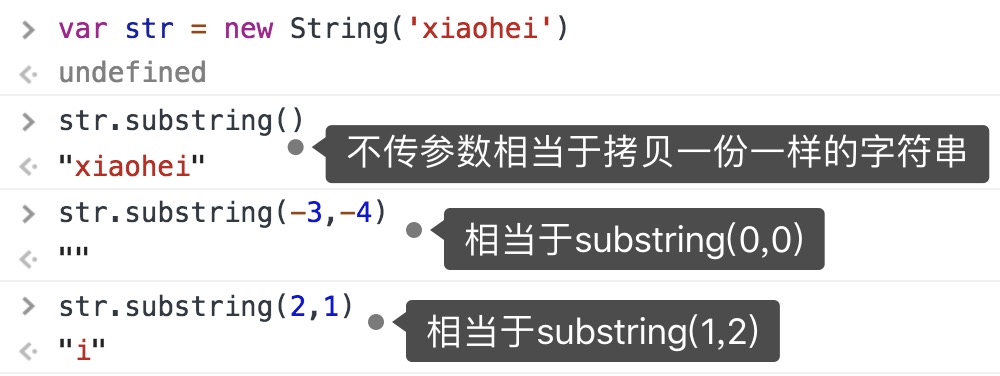 > var str = new String('xiaohei')
undefined
> str.substring()
不传参数相当于拷贝一份一样的字符串
"xiaohei"
> str.substring(-3,-4)
相当于substring(0,0)
""
> str.substring(2,1)
相当于substring(1,2)
"i"